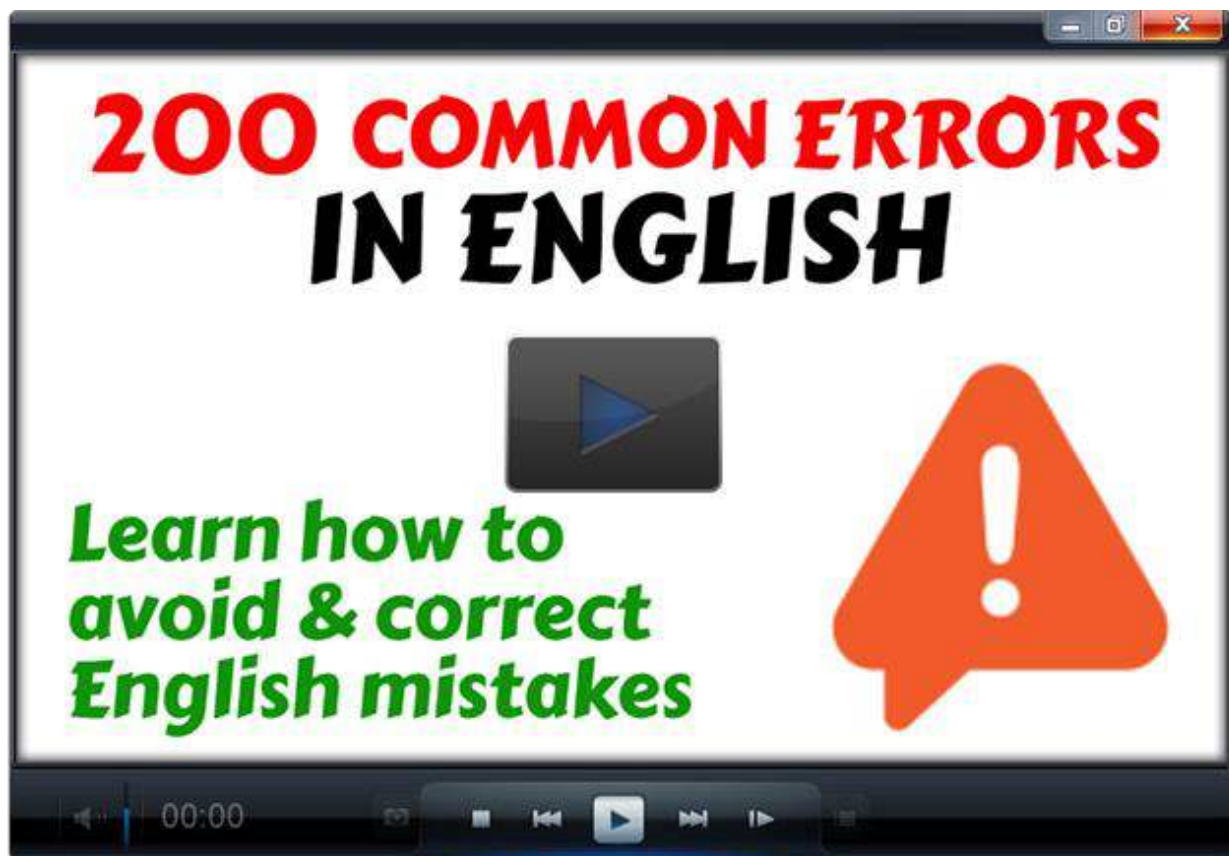 200 COMMON ERRORS
IN ENGLISH
Learn how to
avoid & correct
English mistakes
00:00